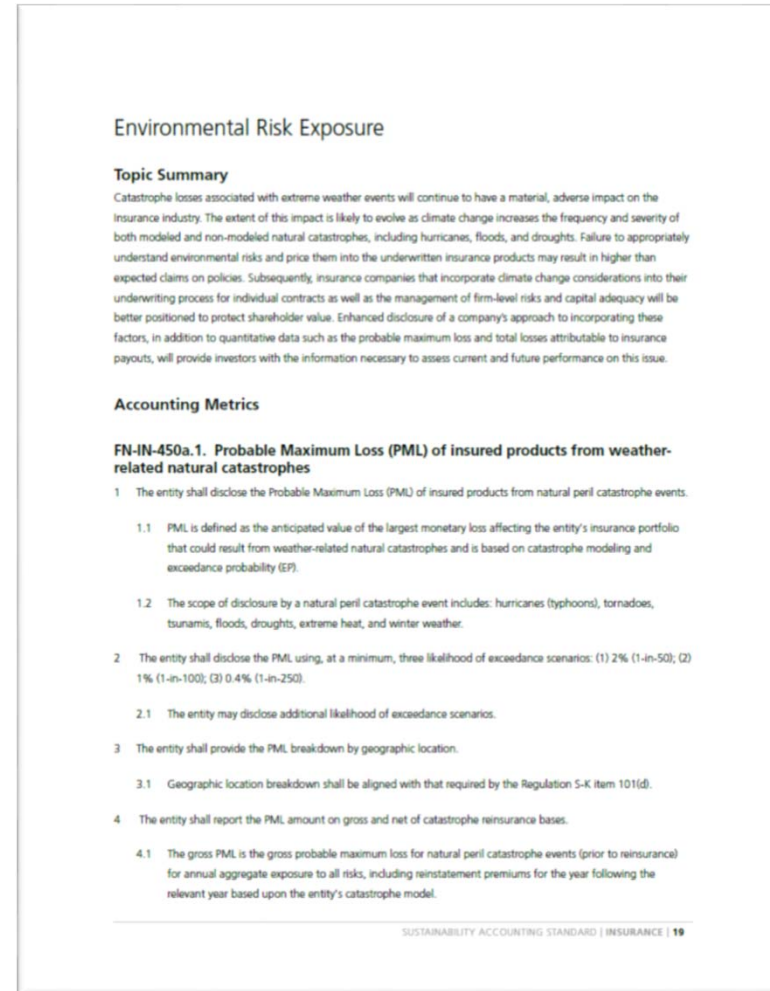 Environmental Risk Exposure
Topic Summary
Catastrophe losses associated with extreme weather events will continue to have a material, adverse impact on the
Insurance industry. The extent of this impact is likely to evolve as climate change increases the frequency and severity of
both modeled and non-modeled natural catastrophes, including hurricanes, floods, and droughts. Failure to appropriately
understand environmental risks and price them into the underwritten insurance products may result in higher than
expected claims on policies. Subsequently, insurance companies that incorporate climate change considerations into their
underwriting process for individual contracts as well as the management of firm-level risks and capital adequacy will be
better positioned to protect shareholder value. Enhanced disclosure of a company's approach to incorporating these
factors, in addition to quantitative data such as the probable maximum loss and total losses attributable to insurance
payouts, will provide investors with the information necessary to assess current and future performance on this issue.
Accounting Metrics
FN-IN-450a.1. Probable Maximum Loss (PML) of insured products from weather-
related natural catastrophes
1 The entity shall disclose the Probable Maximum Loss (PML) of insured products from natural peril catastrophe events.
1.1 PML is defined as the anticipated value of the largest monetary loss affecting the entity's insurance portfolio
that could result from weather-related natural catastrophes and is based on catastrophe modeling and
exceedance probability (EP).
1.2 The scope of disclosure by a natural peril catastrophe event includes: hurricanes (typhoons), tornadoes,
tsunamis, floods, droughts, extreme heat, and winter weather.
2 The entity shall disclose the PML using, at a minimum, three likelihood of exceedance scenarios: (1) 2% (1-in-50); (2)
1% (1-in-100); (3) 0.4% (1-in-250).
2.1 The entity may disclose additional likelihood of exceedance scenarios.
3 The entity shall provide the PML breakdown by geographic location.
3.1 Geographic location breakdown shall be aligned with that required by the Regulation S-K item 101(d).
4 The entity shall report the PML amount on gross and net of catastrophe reinsurance bases.
4.1 The gross PML is the gross probable maximum loss for natural peril catastrophe events (prior to reinsurance)
for annual aggregate exposure to all risks, including reinstatement premiums for the year following the
relevant year based upon the entity's catastrophe model.
SUSTAINABILITY ACCOUNTING STANDARD | INSURANCE | 19